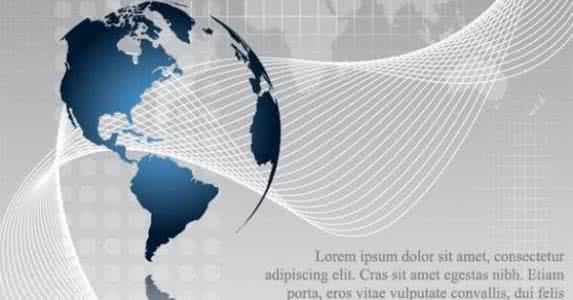 Lorem ipsum dolor sit amet, consectetur
adipiscing elit. Cras sit amet egestas nibh. Etiam
porta, eros vitae vulputate convallis, dui felis